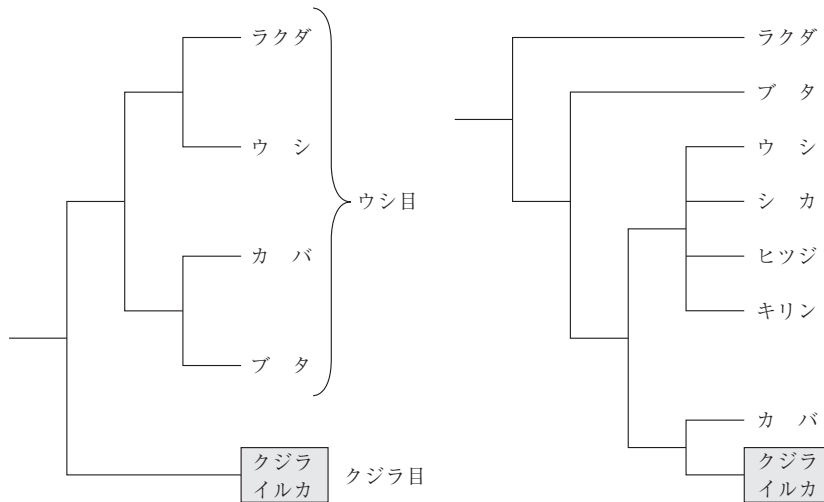 ラクダ
ウ シ
カ バ
ブ タ
ウシ目
クジラ
イルカ
クジラ目
ラクダ
ブ タ
ウ シ
シ カ
ヒツジ
キリン
カ バ
クジラ
イルカ